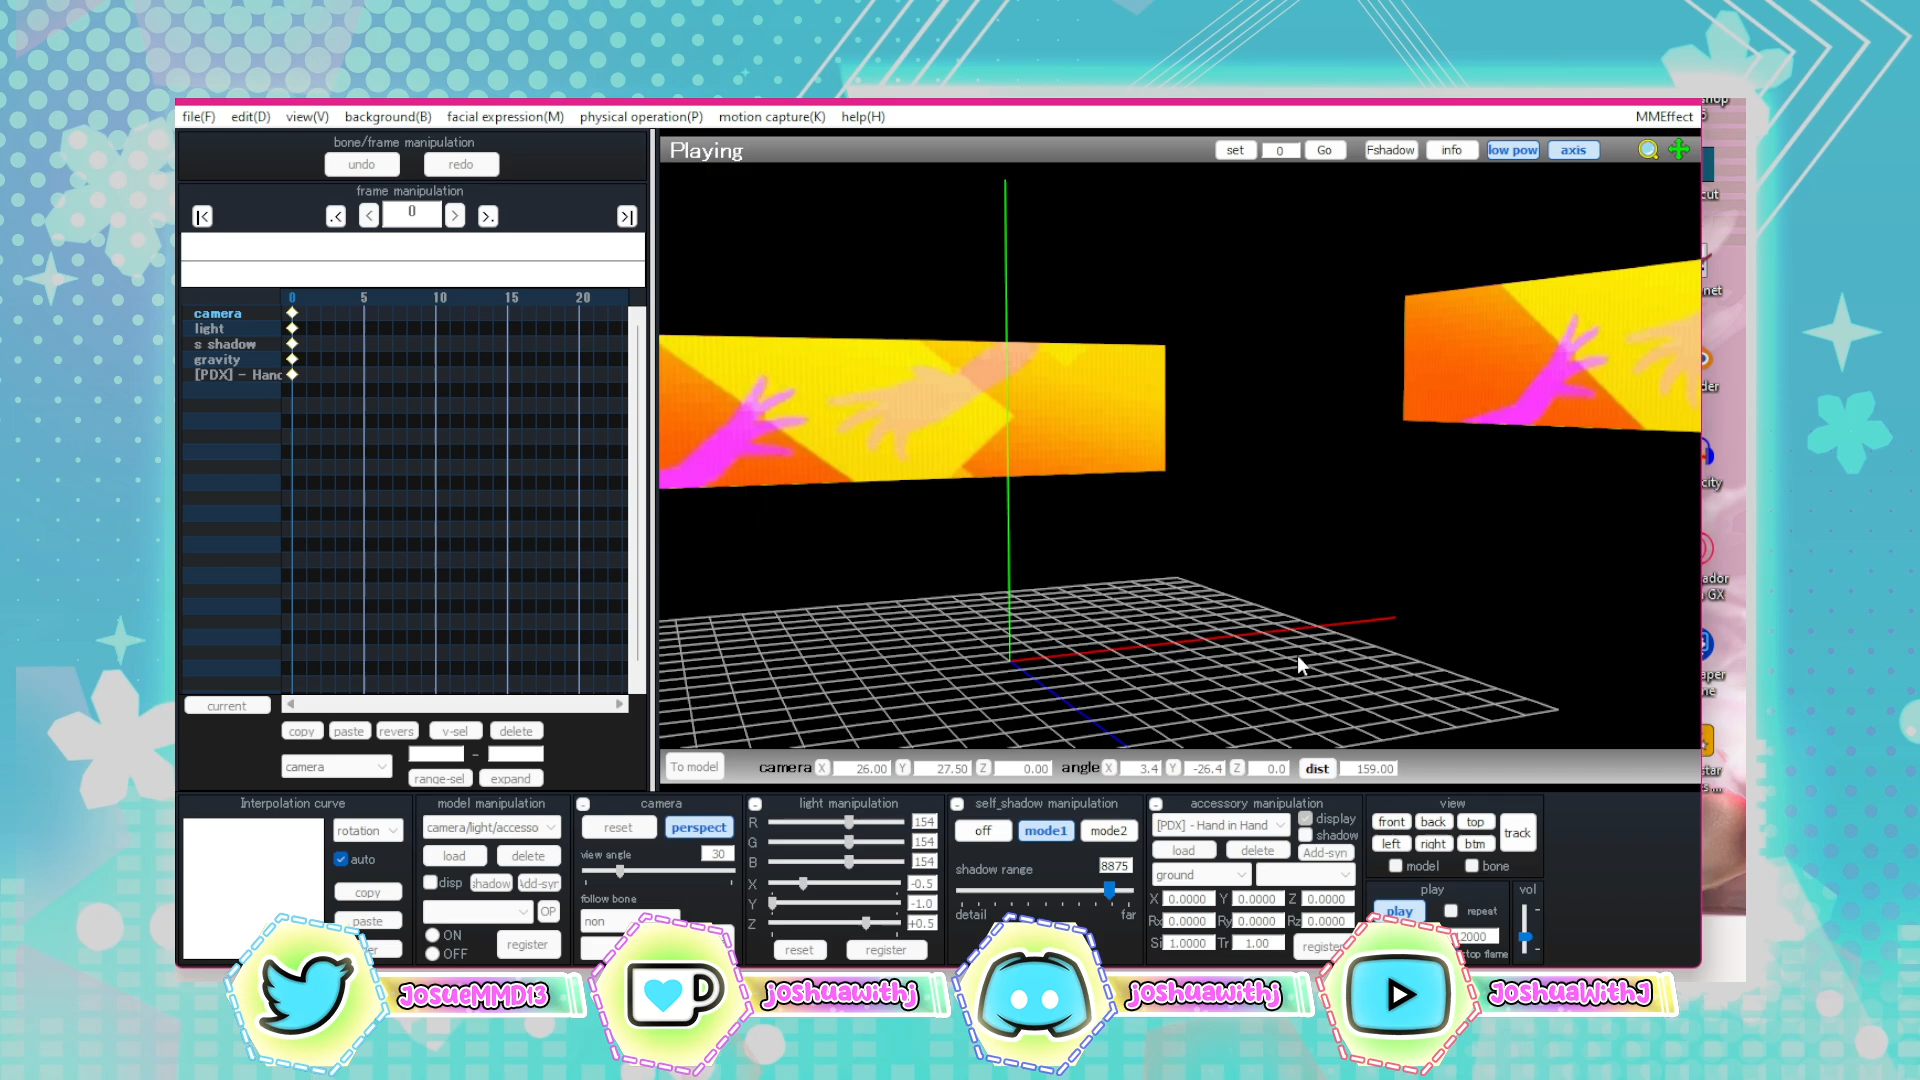 file(F) edit(D) view(V) background(B) facial expression(M) physical operation(P) motion capture(K) help(H) MMEffect
bone/frame manipulation
undo redo
frame manipulation
|< .< < 0 > >. >|
0 5 10 15 20
camera
light
s shadow
gravity
[PDX] - Hand
current
copy paste revers v-sel delete
camera -
range-sel expand
Playing set 0 Go Fshadow info low pow axis
To model camera X 26.00 Y 27.50 Z 0.00 angle X 3.4 Y -26.4 Z 0.0 dist 159.00
Interpolation curve
rotation
auto
copy
paste
model manipulation
camera/light/accesso
load delete
disp shadow Add-syn
OP
ON
OFF
register
camera
reset perspect
view angle 30
follow bone
non
light manipulation
R 154
G 154
B 154
X -0.5
Y -1.0
Z +0.5
reset register
self_shadow manipulation
off mode1 mode2
shadow range 8875
detail far
accessory manipulation
[PDX] - Hand in Hand display
shadow
load delete Add-syn
ground
X 0.0000 Y 0.0000 Z 0.0000
Rx 0.0000 Ry 0.0000 Rz 0.0000
Si 1.0000 Tr 1.00 register
view
front back top track
left right btm
model bone
play
play repeat
2000
stop flame
vol
JosueMMD13
joshuawithj
joshuawithj
JoshuaWithJ